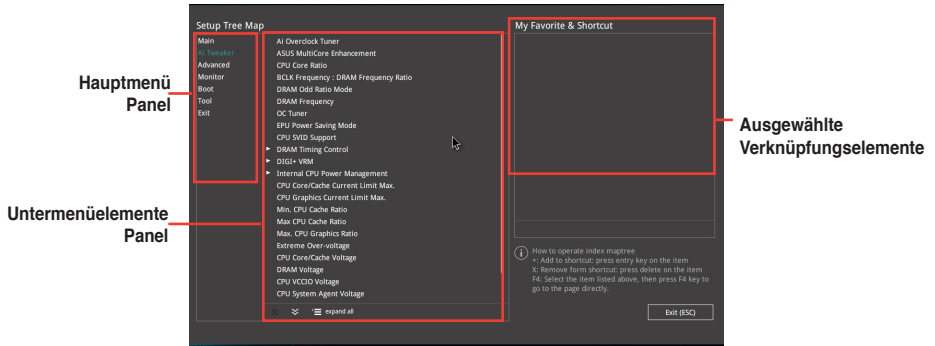 Setup Tree Map
My Favorite & Shortcut
Main
Ai Tweaker
Advanced
Monitor
Boot
Tool
Exit
Ai Overclock Tuner
ASUS MultiCore Enhancement
CPU Core Ratio
BCLK Frequency : DRAM Frequency Ratio
DRAM Odd Ratio Mode
DRAM Frequency
OC Tuner
EPU Power Saving Mode
CPU SVID Support
DRAM Timing Control
DIGI+ VRM
Internal CPU Power Management
CPU Core/Cache Current Limit Max.
CPU Graphics Current Limit Max.
Min. CPU Cache Ratio
Max CPU Cache Ratio
Max. CPU Graphics Ratio
Extreme Over-voltage
CPU Core/Cache Voltage
DRAM Voltage
CPU VCCIO Voltage
CPU System Agent Voltage
expand all
How to operate index maptree
+: Add to shortcut: press entry key on the item
X: Remove form shortcut: press delete on the item
F4: Select the item listed above, then press F4 key to
go to the page directly.
Exit (ESC)
Hauptmenü
Panel
Untermenüelemente
Panel
Ausgewählte
Verknüpfungselemente